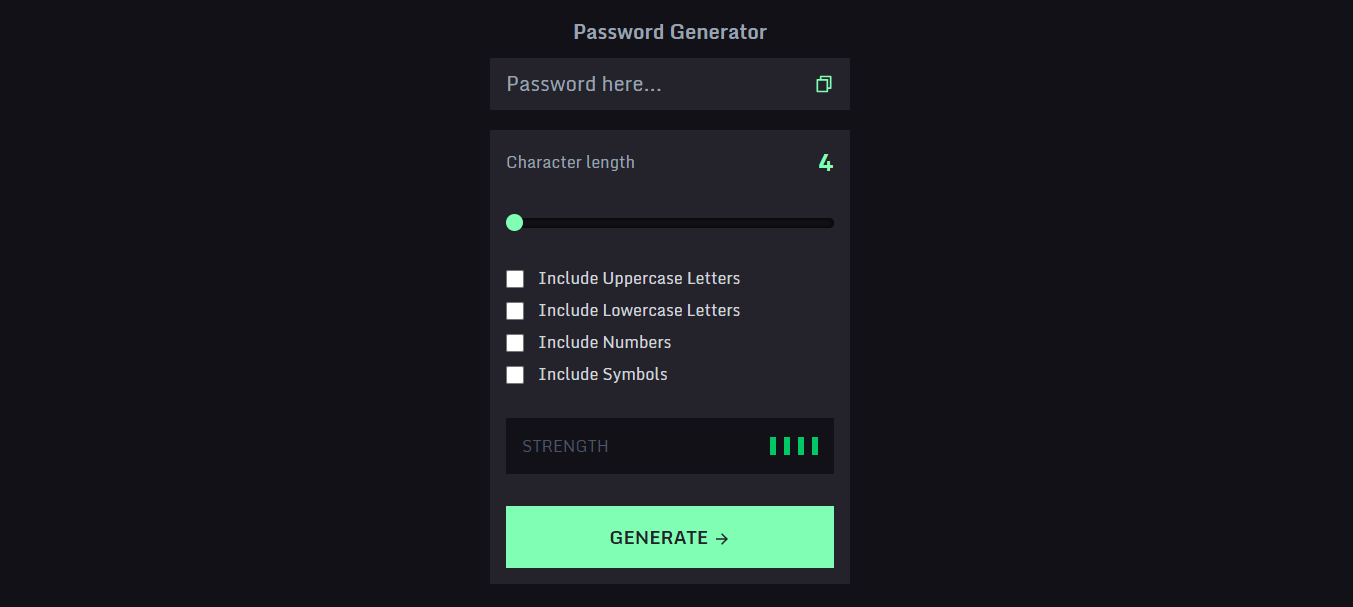 Password Generator
Password here...
Character length 4
Include Uppercase Letters
Include Lowercase Letters
Include Numbers
Include Symbols
STRENGTH
GENERATE →